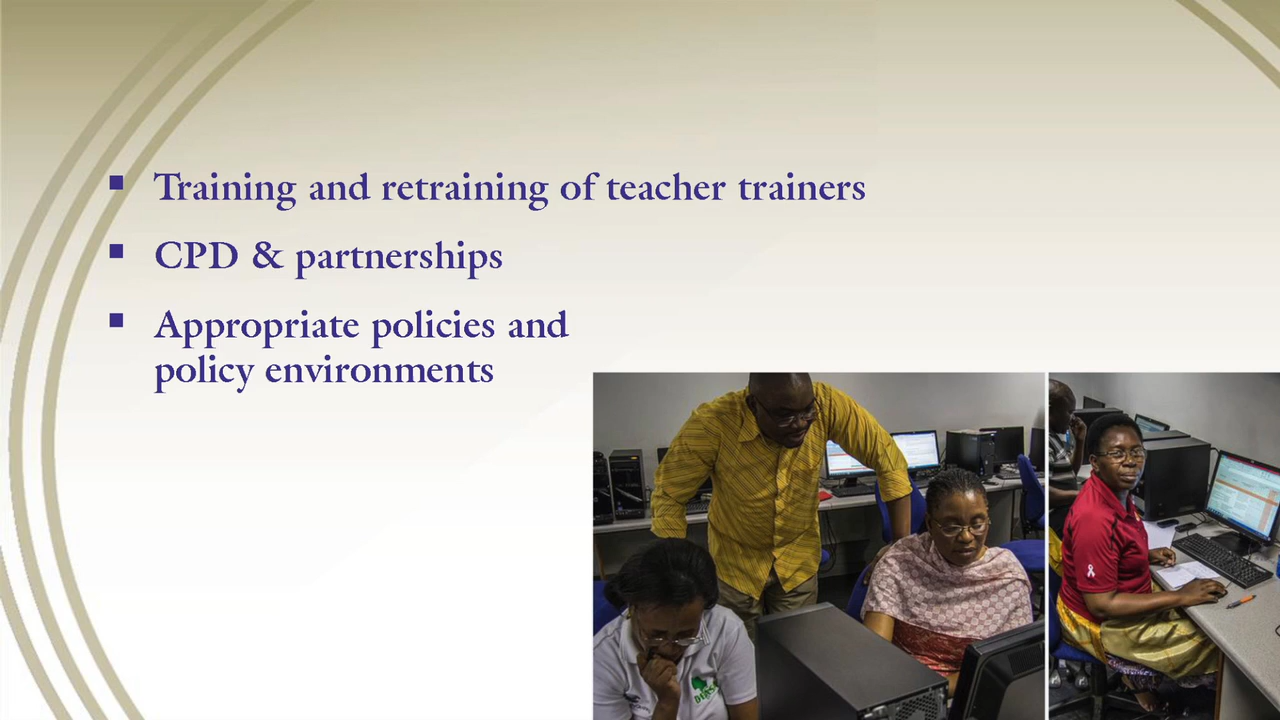 ▪ Training and retraining of teacher trainers
▪ CPD & partnerships
▪ Appropriate policies and
policy environments